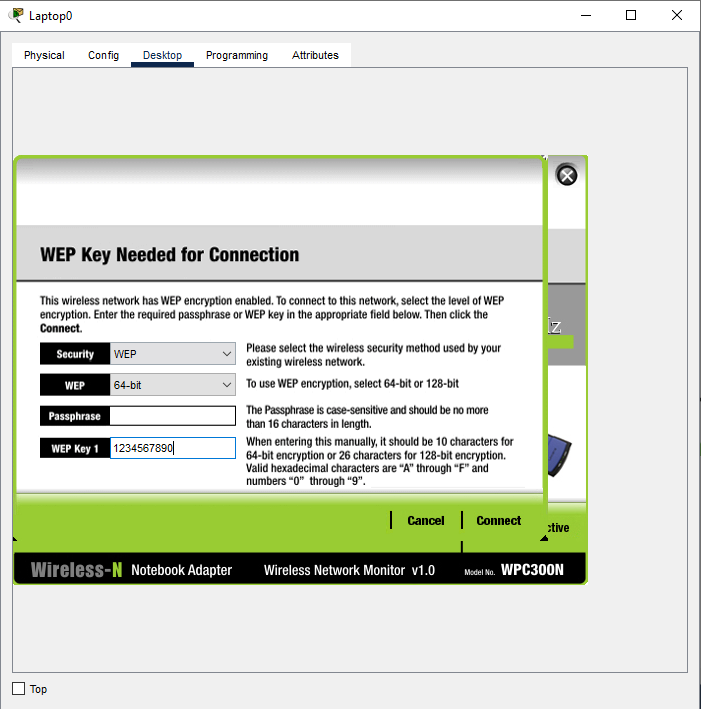 Laptop0
Physical Config Desktop Programming Attributes
WEP Key Needed for Connection
This wireless network has WEP encryption enabled. To connect to this network, select the level of WEP
encryption. Enter the required passphrase or WEP key in the appropriate field below. Then click the
Connect.
Security WEP
Please select the wireless security method used by your
existing wireless network.
WEP 64-bit
To use WEP encryption, select 64-bit or 128-bit
Passphrase
The Passphrase is case-sensitive and should be no more
than 16 characters in length.
WEP Key 1 1234567890
When entering this manually, it should be 10 characters for
64-bit encryption or 26 characters for 128-bit encryption.
Valid hexadecimal characters are “A” through “F” and
numbers “0” through “9”.
Cancel Connect
Wireless-N Notebook Adapter Wireless Network Monitor v1.0 Model No. WPC300N
Top